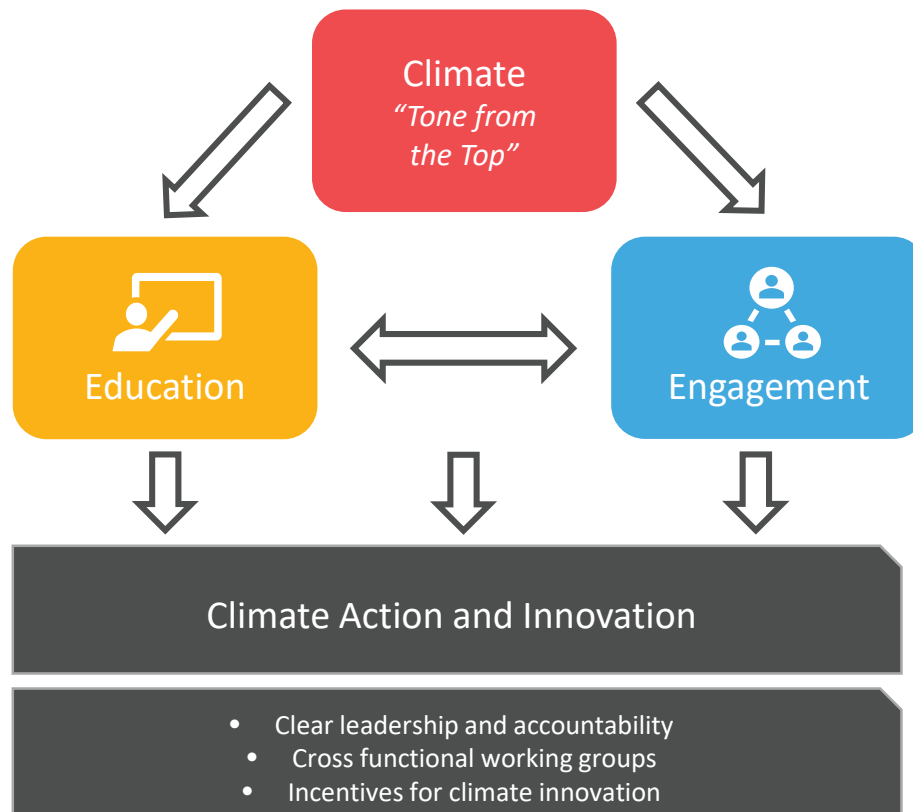 Climate
“Tone from
the Top”
Education
Engagement
Climate Action and Innovation
• Clear leadership and accountability
• Cross functional working groups
• Incentives for climate innovation